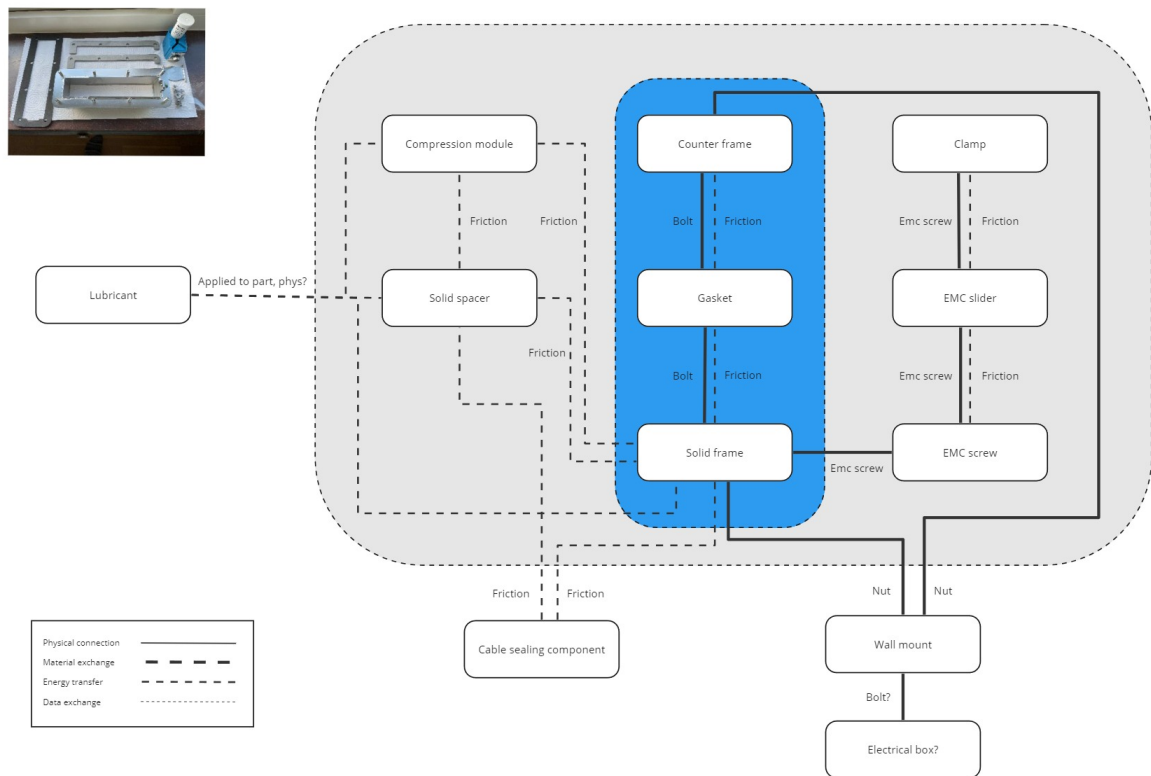 Compression module
Counter frame
Clamp
Friction
Friction
Bolt
Friction
Emc screw
Friction
Applied to part, phys?
Lubricant
Solid spacer
Gasket
EMC slider
Friction
Bolt
Friction
Emc screw
Friction
Solid frame
EMC screw
Emc screw
Friction
Friction
Nut
Nut
Physical connection
Material exchange
Energy transfer
Data exchange
Cable sealing component
Wall mount
Bolt?
Electrical box?